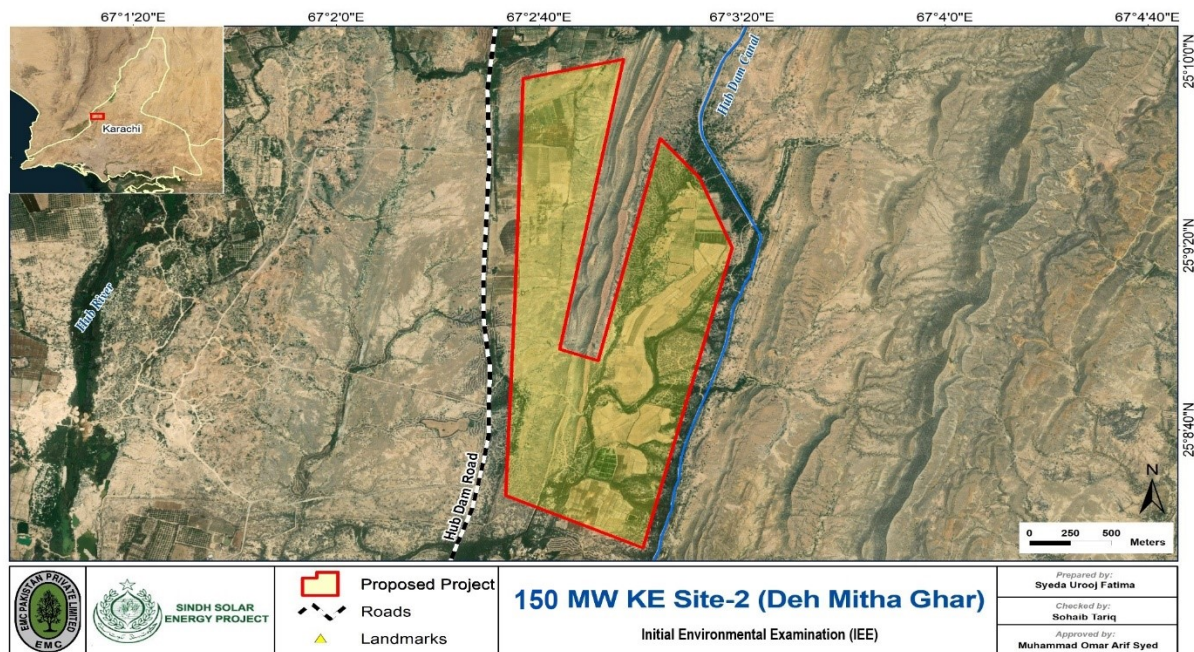 67°1'20"E
67°2'0"E
67°2'40"E
67°3'20"E
67°4'0"E
67°4'40"E
Karachi
Hub Dam Canal
25°10'0"N
25°9'20"N
25°8'40"N
Hub River
Hub Dam Road
N
0 250 500
Meters
EMC PAKISTAN PRIVATE LIMITED
EMC
SINDH SOLAR
ENERGY PROJECT
Proposed Project
Roads
Landmarks
150 MW KE Site-2 (Deh Mitha Ghar)
Initial Environmental Examination (IEE)
Prepared by:
Syeda Urooj Fatima
Checked by:
Sohaib Tariq
Approved by:
Muhammad Omar Arif Syed